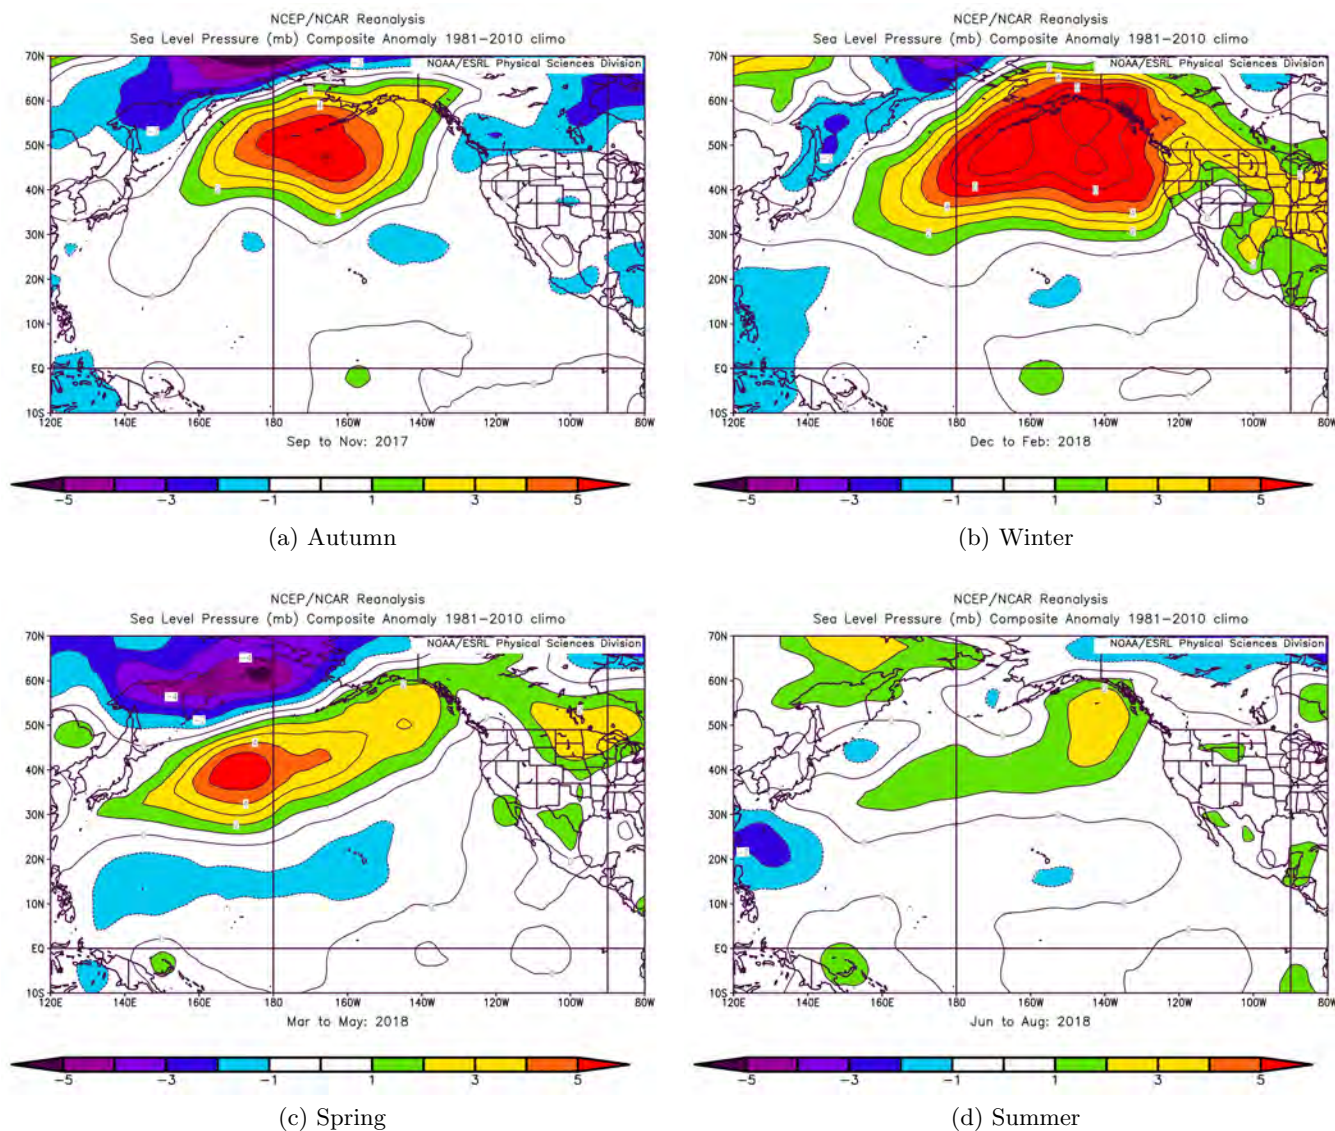 NCEP/NCAR Reanalysis
Sea Level Pressure (mb) Composite Anomaly 1981−2010 climo
NOAA/ESRL Physical Sciences Division
70N
60N
50N
40N
30N
20N
10N
EQ
10S
120E 140E 160E 180 160W 140W 120W 100W 80W
Sep to Nov: 2017
−5 −3 −1 1 3 5
(a) Autumn
NCEP/NCAR Reanalysis
Sea Level Pressure (mb) Composite Anomaly 1981−2010 climo
NOAA/ESRL Physical Sciences Division
70N
60N
50N
40N
30N
20N
10N
EQ
10S
120E 140E 160E 180 160W 140W 120W 100W 80W
Dec to Feb: 2018
−5 −3 −1 1 3 5
(b) Winter
NCEP/NCAR Reanalysis
Sea Level Pressure (mb) Composite Anomaly 1981−2010 climo
NOAA/ESRL Physical Sciences Division
70N
60N
50N
40N
30N
20N
10N
EQ
10S
−4
−4
120E 140E 160E 180 160W 140W 120W 100W 80W
Mar to May: 2018
−5 −3 −1 1 3 5
(c) Spring
NCEP/NCAR Reanalysis
Sea Level Pressure (mb) Composite Anomaly 1981−2010 climo
NOAA/ESRL Physical Sciences Division
70N
60N
50N
40N
30N
20N
10N
EQ
10S
120E 140E 160E 180 160W 140W 120W 100W 80W
Jun to Aug: 2018
−5 −3 −1 1 3 5
(d) Summer